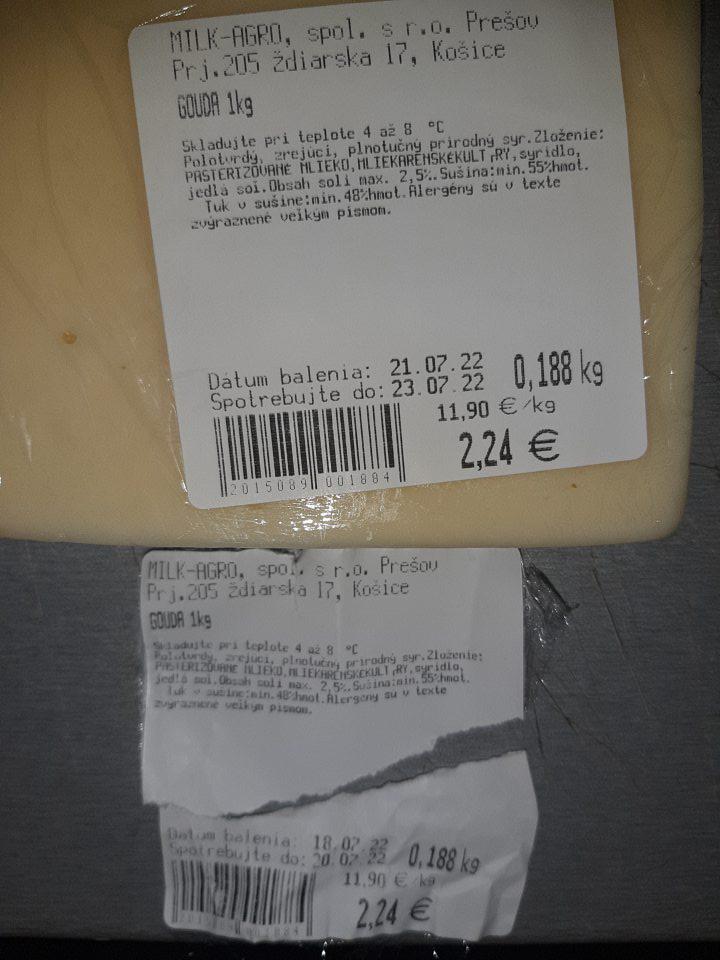 MILK-AGRO, spol. s r.o. Prešov
Prj.205 Ždiarska 17, Košice
GOUDA 1kg
Skladujte pri teplote 4 až 8 °C
Polotvrdý, zrejúci, plnotučný prírodný syr.Zloženie:
PASTERIZOVANÉ MLIEKO,MLIEKARENSKÉKULT,RY,syridlo,
jedlá soľ.Obsah soli max. 2,5%.Sušina:min.55%hmot.
Tuk v sušine:min.48%hmot.Alergény sú v texte
zvýraznené veľkým písmom.
Dátum balenia: 21.07.22 0,188 kg
Spotrebujte do: 23.07.22
11,90 €/kg
2,24 €
2015089 001884
MILK-AGRO, spol. s r.o. Prešov
Prj.205 Ždiarska 17, Košice
GOUDA 1kg
Skladujte pri teplote 4 až 8 °C
Polotvrdý, zrejúci, plnotučný prírodný syr.Zloženie:
PASTERIZOVANÉ MLIEKO,MLIEKARENSKÉKULT,RY,syridlo,
jedlá soľ.Obsah soli max. 2,5%.Sušina:min.55%hmot.
Tuk v sušine:min.48%hmot.Alergény sú v texte
zvýraznené veľkým písmom.
Dátum balenia: 18.07.22 0,188 kg
Spotrebujte do: 20.07.22
11,90 €/kg
2,24 €
001884